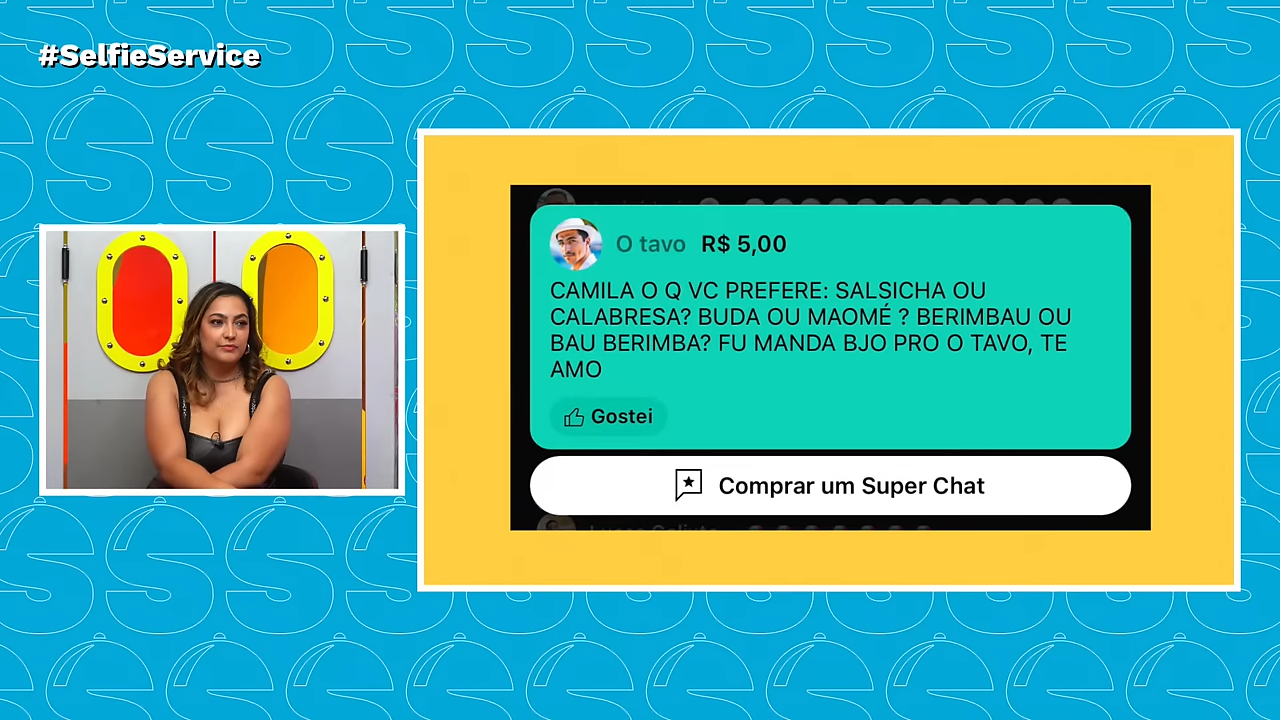 #SelfieService
O tavo R$ 5,00
CAMILA O Q VC PREFERE: SALSICHA OU
CALABRESA? BUDA OU MAOMÉ ? BERIMBAU OU
BAU BERIMBA? FU MANDA BJO PRO O TAVO, TE
AMO
Gostei
Comprar um Super Chat